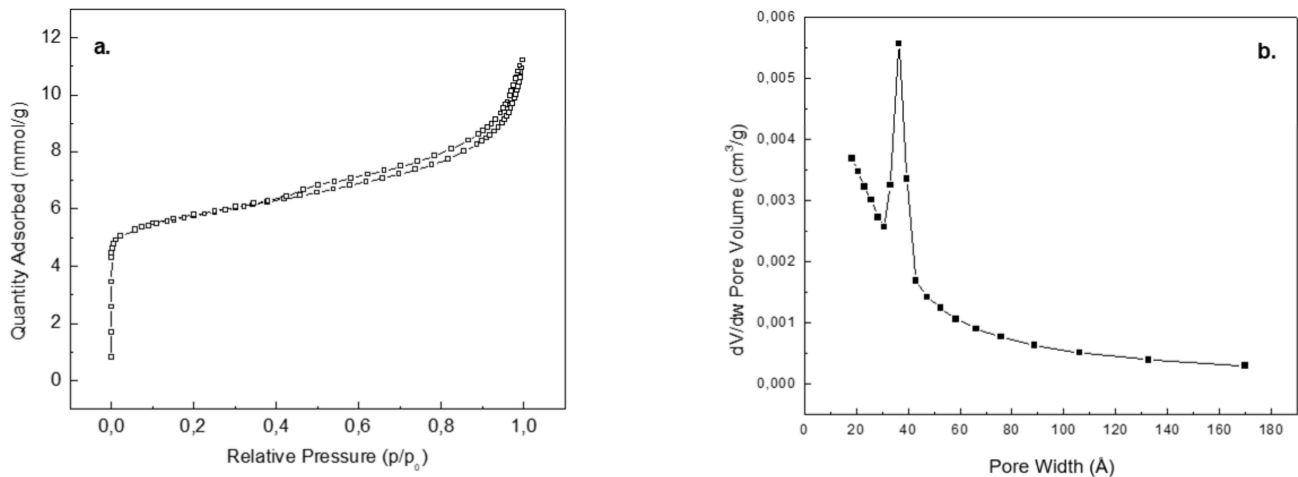 a.
12
10
8
6
4
2
0
Quantity Adsorbed (mmol/g)
0,0 0,2 0,4 0,6 0,8 1,0
Relative Pressure (p/p₀)
b.
0,006
0,005
0,004
0,003
0,002
0,001
0,000
dV/dw Pore Volume (cm³/g)
0 20 40 60 80 100 120 140 160 180
Pore Width (Å)